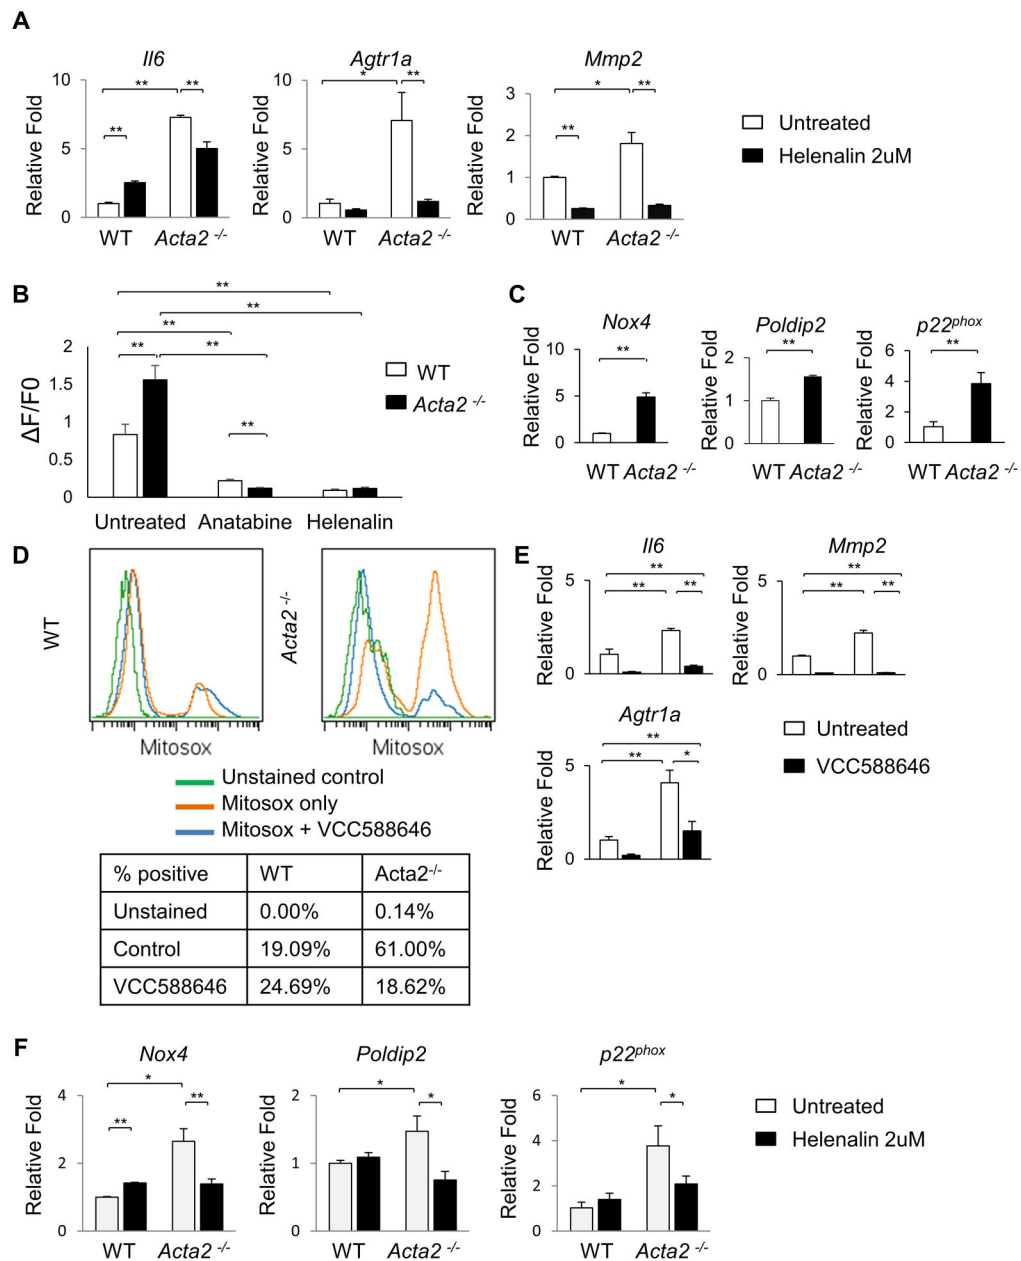 A
Il6
Agtr1a
Mmp2
Relative Fold
10
5
0
** ** **
WT Acta2 -/-
Relative Fold
10
5
0
* **
WT Acta2 -/-
Relative Fold
3
2
1
0
* ** **
WT Acta2 -/-
Untreated
Helenalin 2uM
B
ΔF/F0
2
1.5
1
0.5
0
**
**
**
** **
**
Untreated Anatabine Helenalin
WT
Acta2 -/-
C
Nox4
Poldip2
p22phox
Relative Fold
10
5
0
**
WT Acta2 -/-
Relative Fold
2
1
0
**
WT Acta2 -/-
Relative Fold
6
4
2
0
**
WT Acta2 -/-
D
WT
Mitosox
Acta2 -/-
Mitosox
Unstained control
Mitosox only
Mitosox + VCC588646
% positive WT Acta2-/-
Unstained 0.00% 0.14%
Control 19.09% 61.00%
VCC588646 24.69% 18.62%
E
Il6
Mmp2
Relative Fold
5
0
**
** **
Relative Fold
5
0
**
** **
Agtr1a
Relative Fold
5
0
**
** *
Untreated
VCC588646
F
Nox4
Poldip2
p22phox
Relative Fold
4
2
0
*
** **
WT Acta2 -/-
Relative Fold
2
1
0
*
*
WT Acta2 -/-
Relative Fold
6
4
2
0
*
*
WT Acta2 -/-
Untreated
Helenalin 2uM